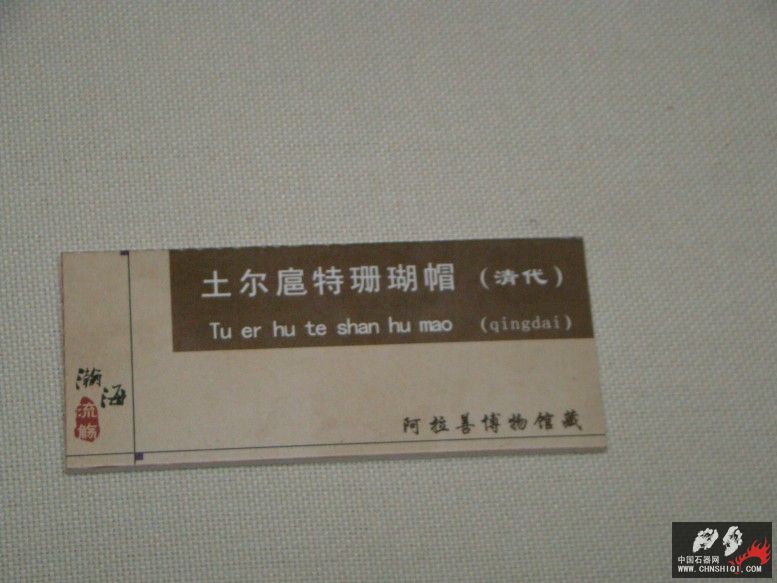 土尔扈特珊瑚帽（清代）
Tu er hu te shan hu mao (qingdai)
瀚海
流觞
阿拉善博物馆藏
中国石器网
WWW.CHNSHIQI.COM